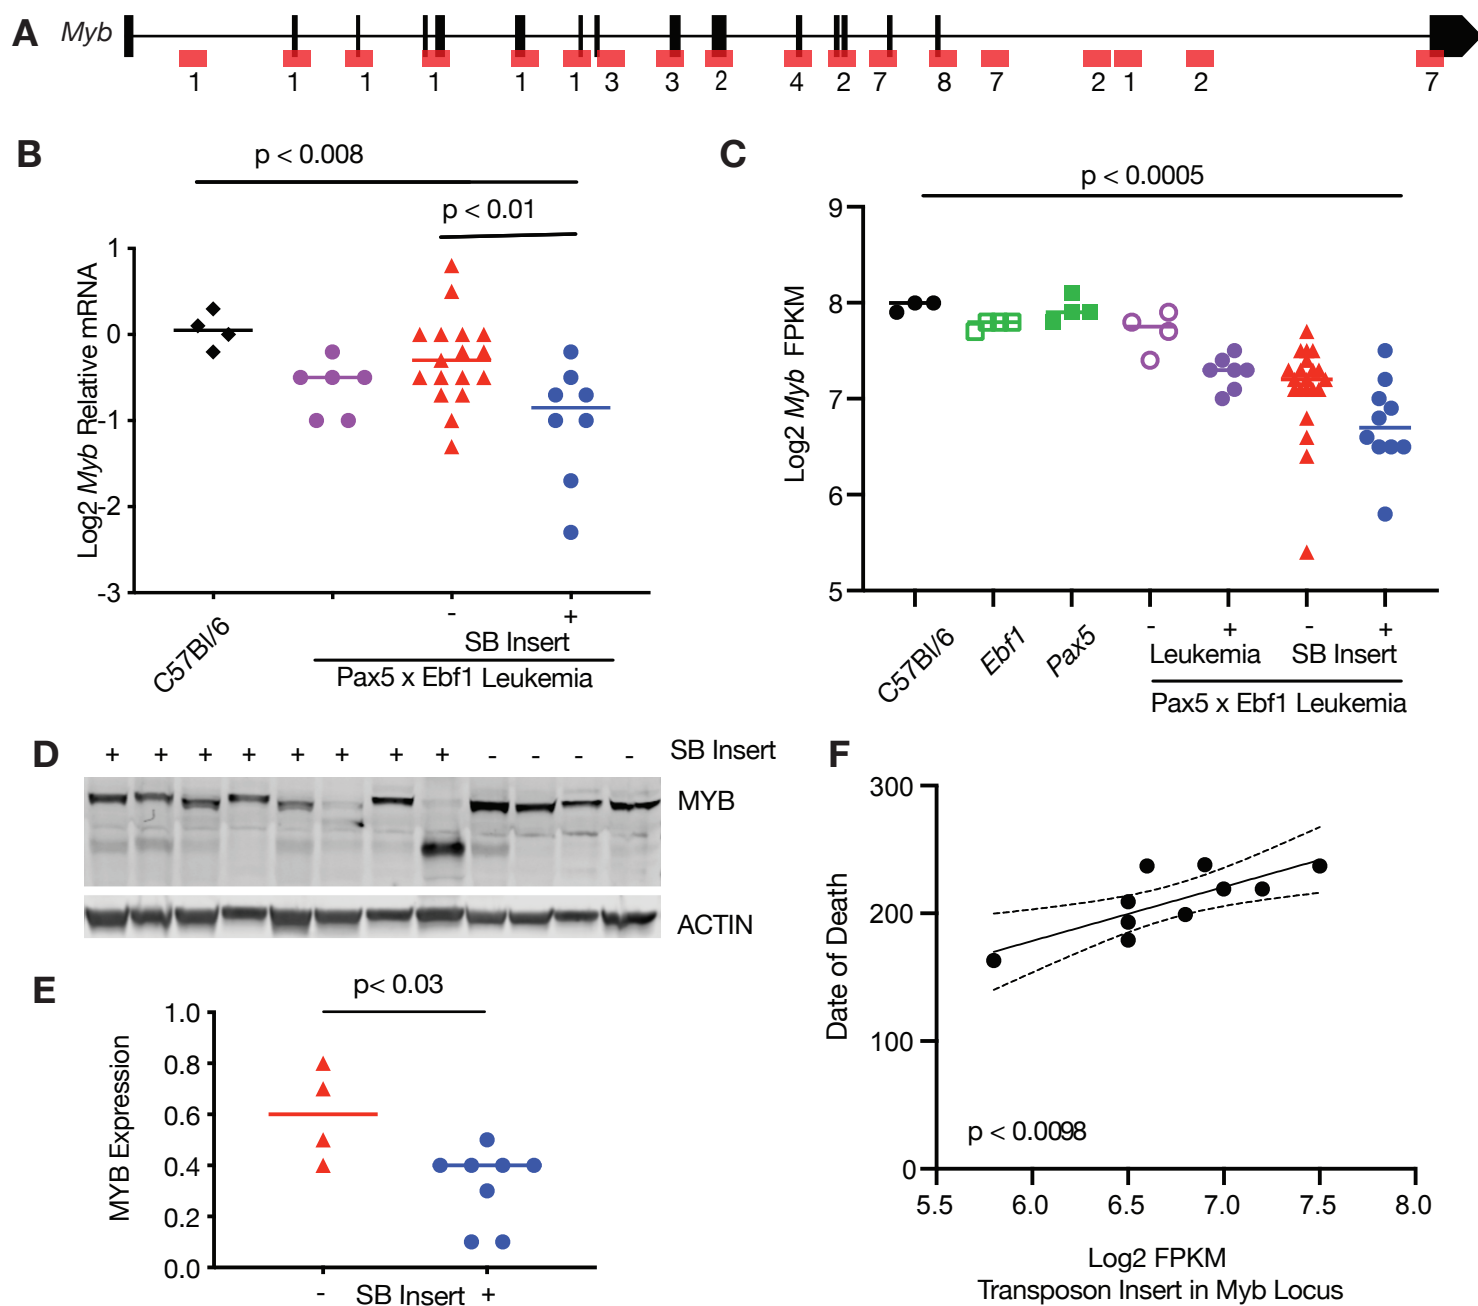 A Myb
1 1 1 1 1 1 3 3 2 4 2 7 8 7 2 1 2 7
B
p < 0.008
p < 0.01
Log2 Myb Relative mRNA
1
0
-1
-2
-3
- +
SB Insert
C57Bl/6
Pax5 x Ebf1 Leukemia
C
p < 0.0005
Log2 Myb FPKM
9
8
7
6
5
C57Bl/6
Ebf1
Pax5
- + - +
Leukemia SB Insert
Pax5 x Ebf1 Leukemia
D
+ + + + + + + + - - - - SB Insert
MYB
ACTIN
E
p< 0.03
MYB Expression
1.0
0.8
0.6
0.4
0.2
0.0
- SB Insert +
F
Date of Death
300
200
100
0
p < 0.0098
5.5 6.0 6.5 7.0 7.5 8.0
Log2 FPKM
Transposon Insert in Myb Locus